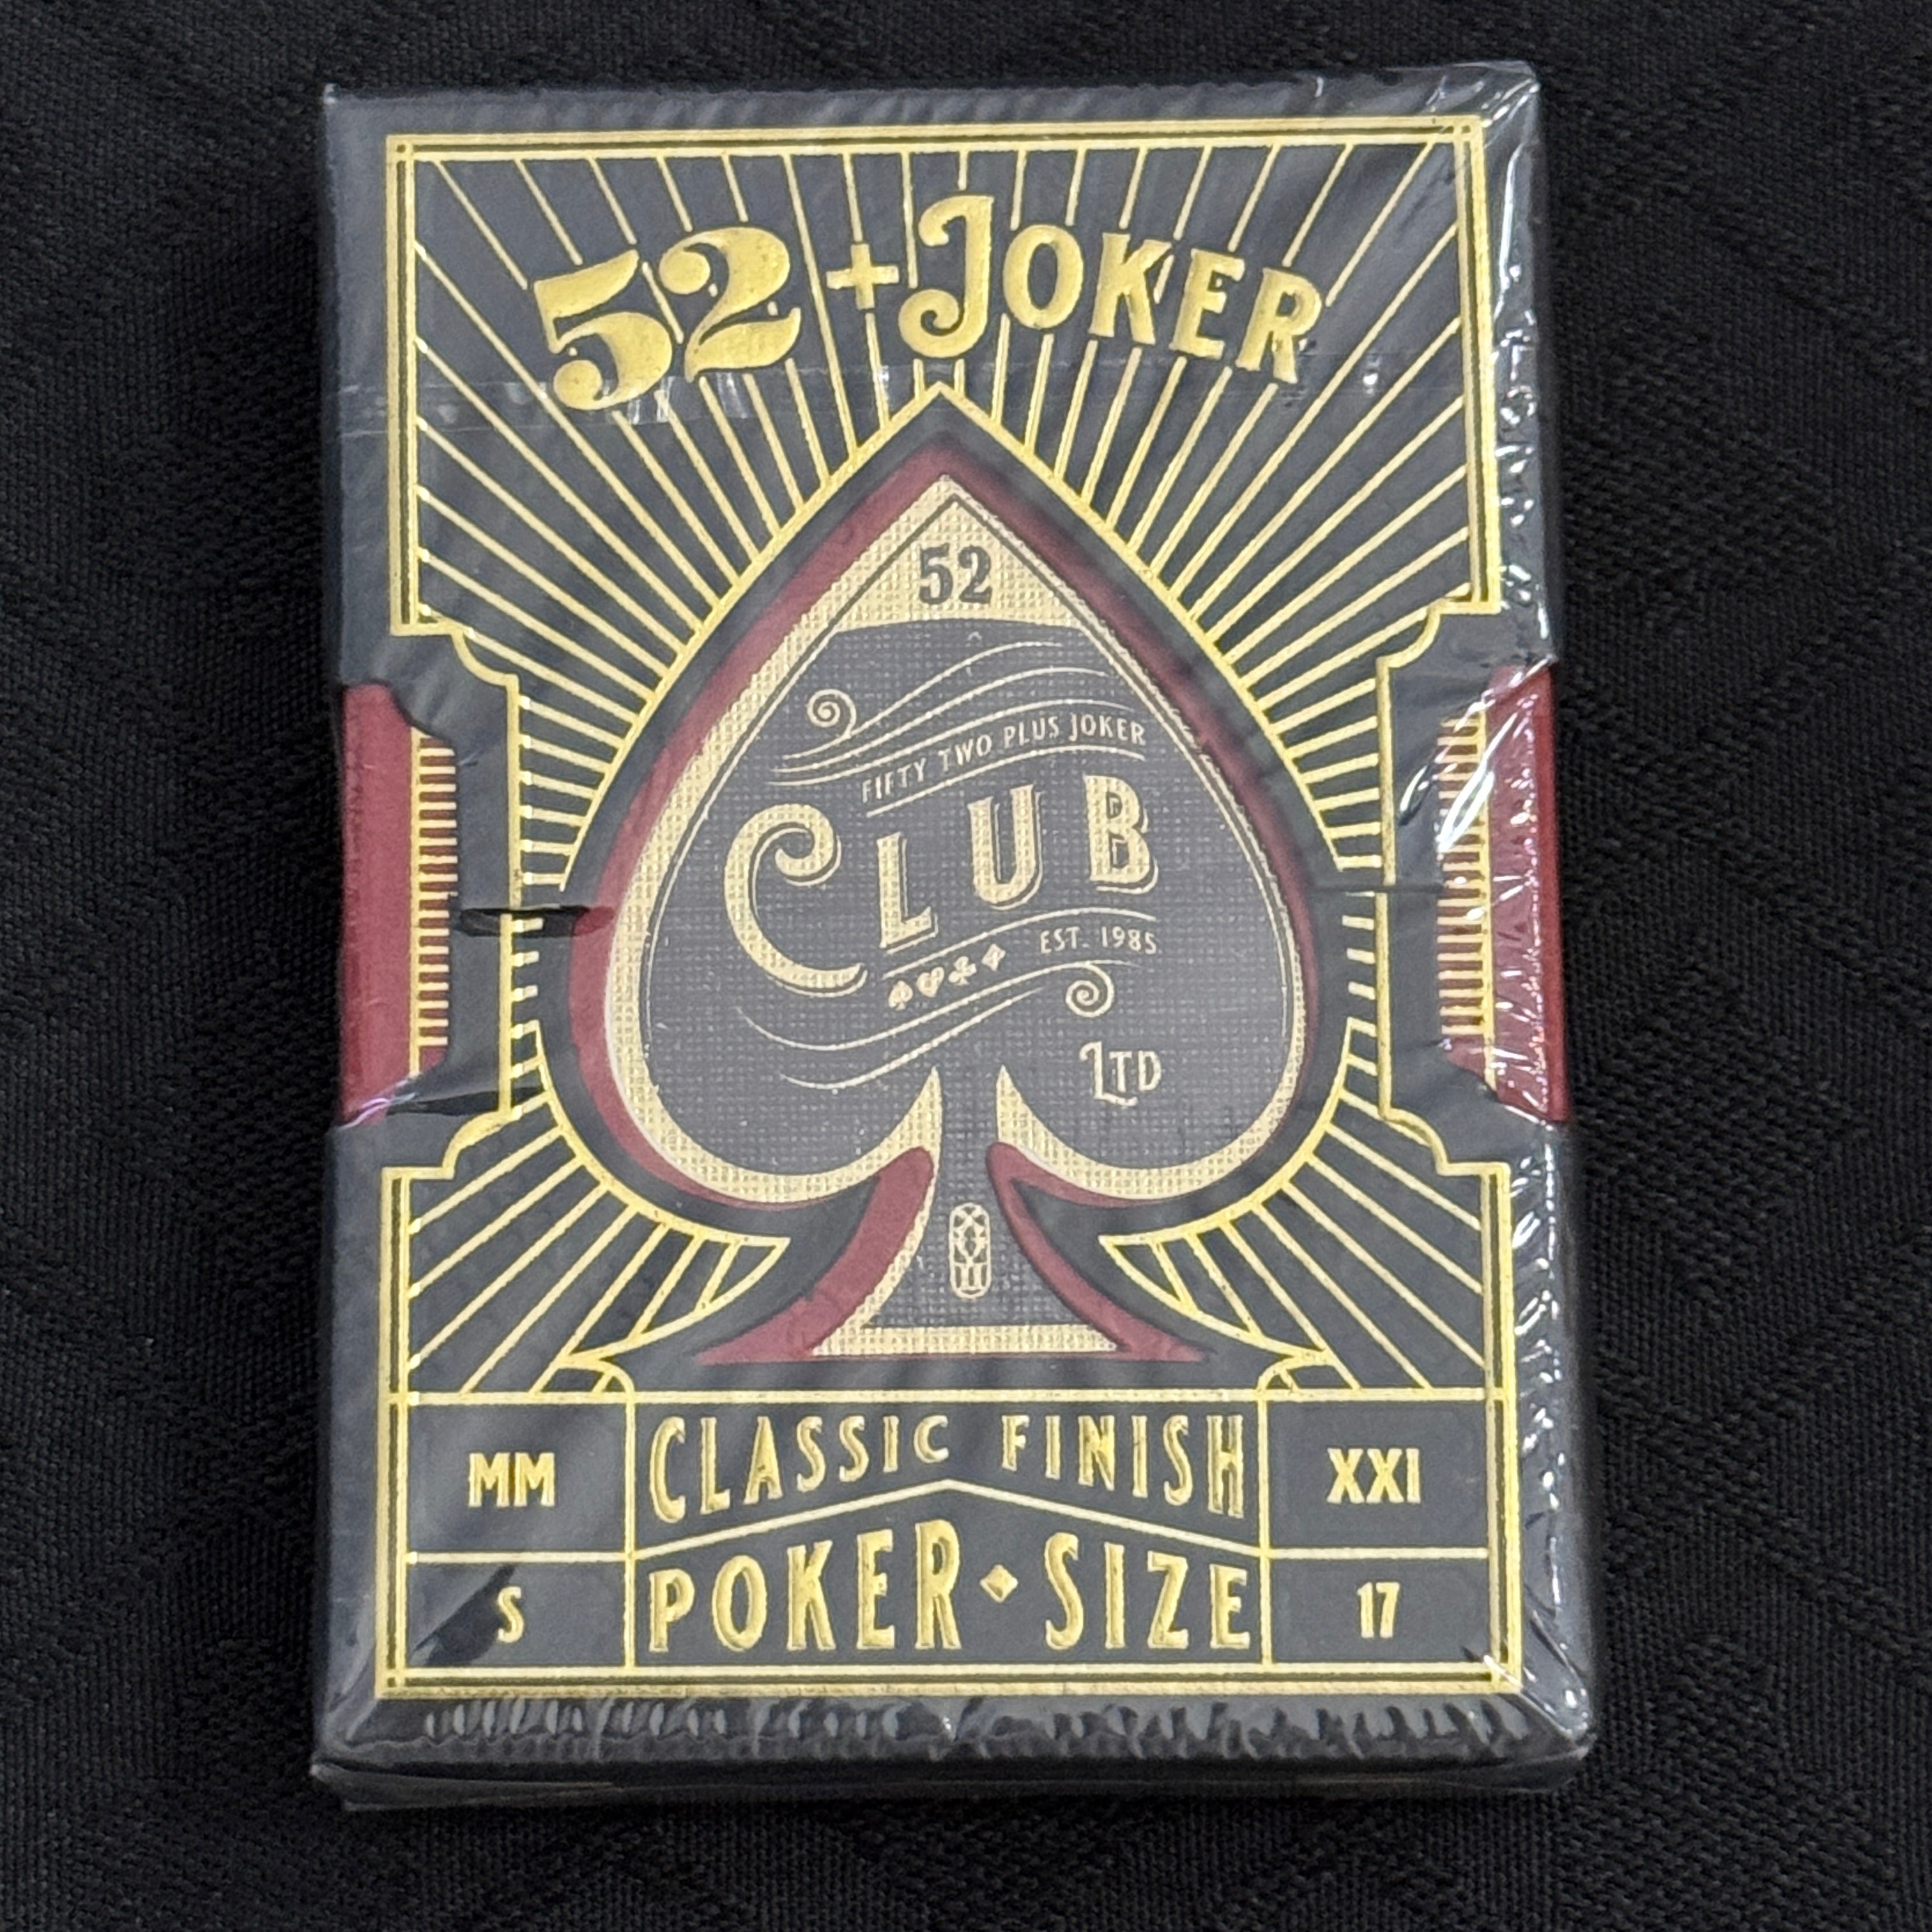 52 + JOKER
52
FIFTY TWO PLUS JOKER
CLUB
EST. 1985
LTD
MM
CLASSIC FINISH
XXI
S
POKER SIZE
17